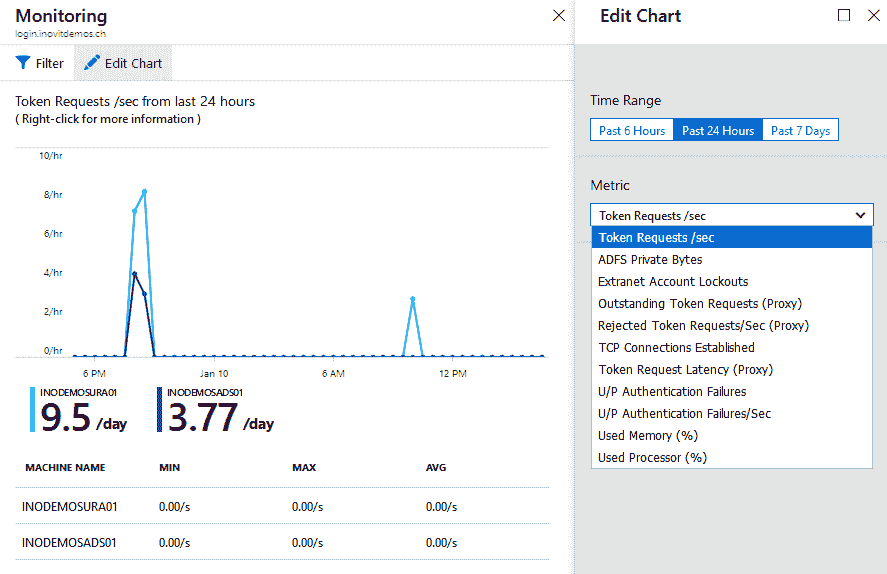 Monitoring
login.inovitdemos.ch
Filter
Edit Chart
Token Requests /sec from last 24 hours
( Right-click for more information )
10/hr
8/hr
6/hr
4/hr
2/hr
0/hr
6 PM
Jan 10
6 AM
12 PM
INODEMOSURA01
9.5 /day
INODEMOSADS01
3.77 /day
MACHINE NAME MIN MAX AVG
INODEMOSURA01 0.00/s 0.00/s 0.00/s
INODEMOSADS01 0.00/s 0.00/s 0.00/s
Edit Chart
Time Range
Past 6 Hours Past 24 Hours Past 7 Days
Metric
Token Requests /sec
Token Requests /sec
ADFS Private Bytes
Extranet Account Lockouts
Outstanding Token Requests (Proxy)
Rejected Token Requests/Sec (Proxy)
TCP Connections Established
Token Request Latency (Proxy)
U/P Authentication Failures
U/P Authentication Failures/Sec
Used Memory (%)
Used Processor (%)